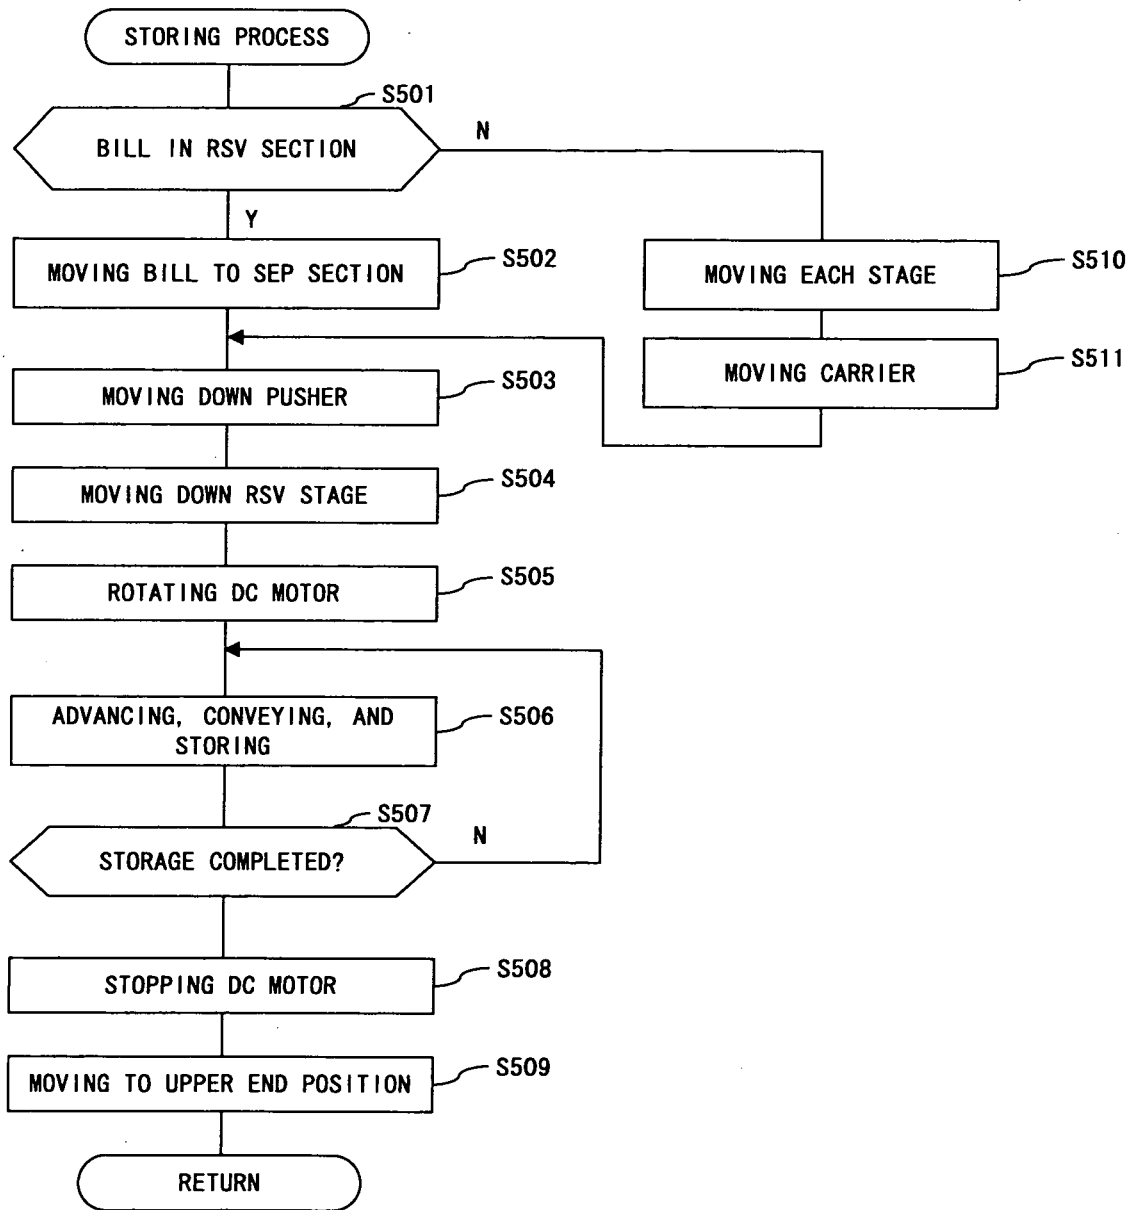 STORING PROCESS
S501
BILL IN RSV SECTION
N
Y
MOVING BILL TO SEP SECTION
S502
MOVING EACH STAGE
S510
MOVING CARRIER
S511
MOVING DOWN PUSHER
S503
MOVING DOWN RSV STAGE
S504
ROTATING DC MOTOR
S505
ADVANCING, CONVEYING, AND
STORING
S506
S507
STORAGE COMPLETED?
N
STOPPING DC MOTOR
S508
MOVING TO UPPER END POSITION
S509
RETURN